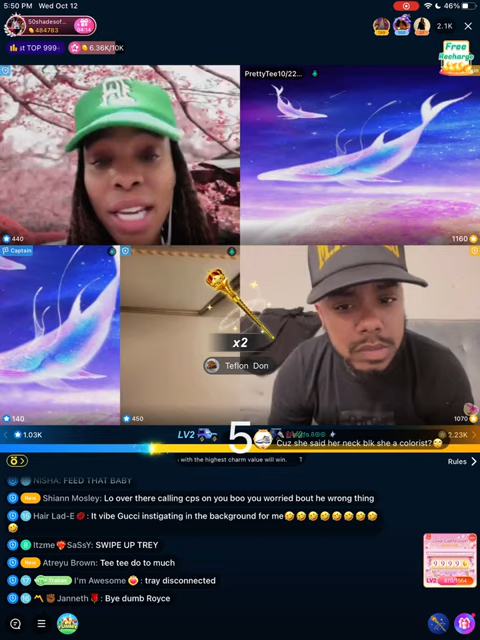 5:50 PM Wed Oct 12
46%
50shadesof...
484783
2.1K
st TOP 999+
6.36K/10K
Free
Recharge
PrettyTee10/22...
440
1160
Captain
x2
Teflon Don
140
450
1070
1.03K
LV2
5
Cuz she said her neck blk she a colorist?
2.23K
with the highest charm value will win.
Rules
NISHA: FEED THAT BABY
New Shiann Mosley: Lo over there calling cps on you boo you worried bout he wrong thing
Hair Lad-E💋: It vibe Gucci instigating in the background for me🤣🤣🤣🤣🤣🤣🤣🤣
😂
Itzme❤️‍🔥SaSsY: SWIPE UP TREY
New Atreyu Brown: Tee tee do to much
I'm Awesome: tray disconnected
Janneth: Bye dumb Royce
9999
LV2